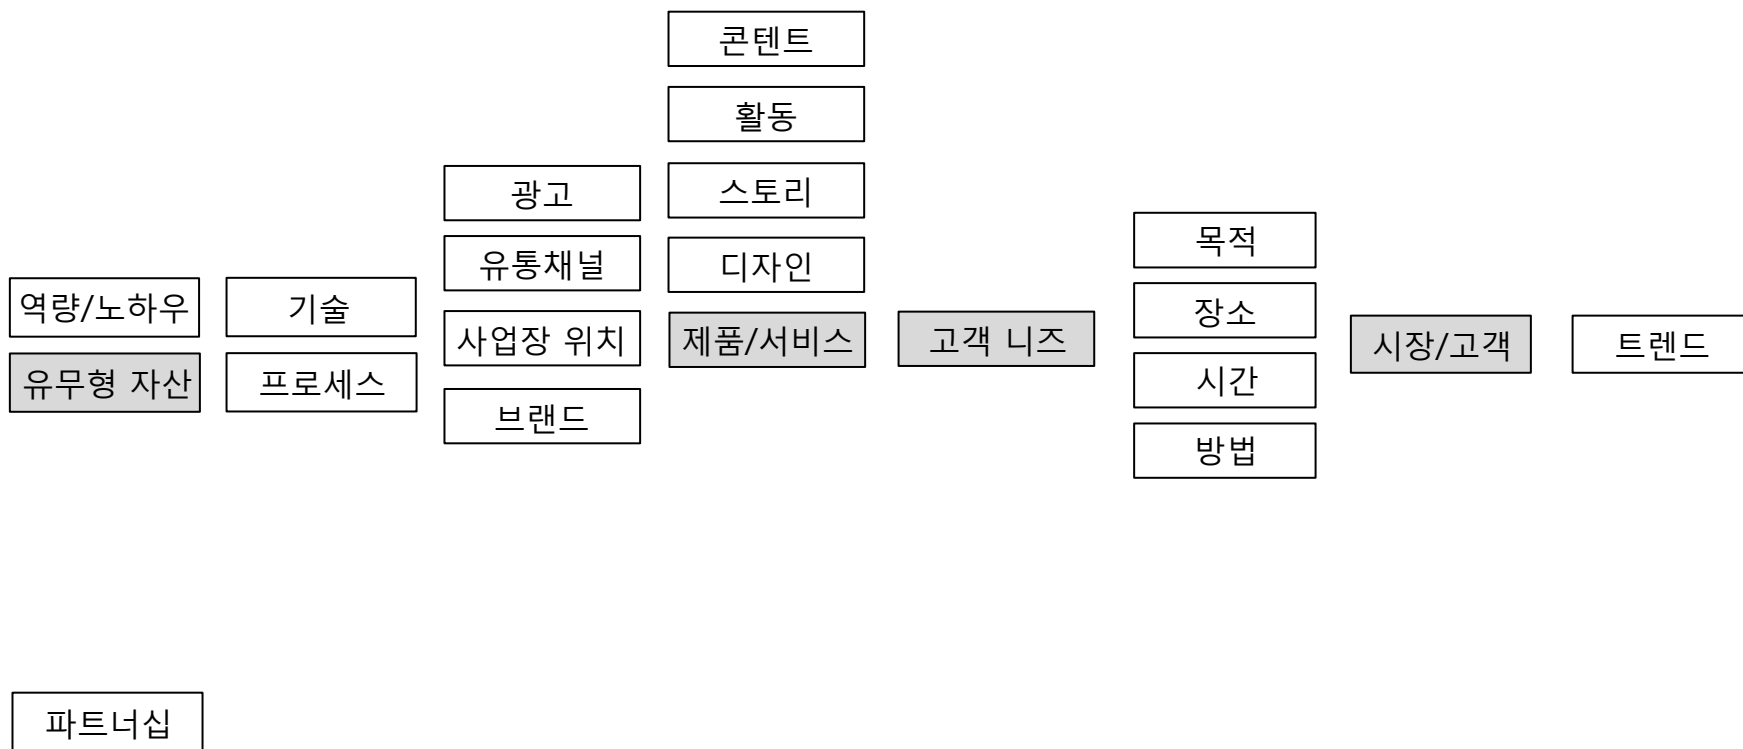 콘텐트
활동
스토리
디자인
제품/서비스
광고
유통채널
사업장 위치
브랜드
역량/노하우
유무형 자산
기술
프로세스
고객 니즈
목적
장소
시간
방법
시장/고객
트렌드
파트너십